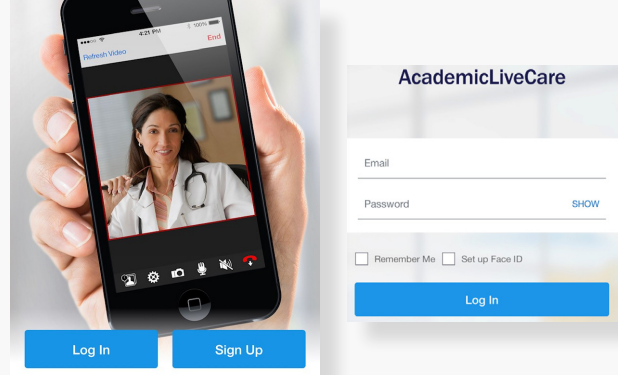 4:21 PM
100%
Refresh Video
End
Log In
Sign Up
AcademicLiveCare
Email
Password
SHOW
Remember Me
Set up Face ID
Log In